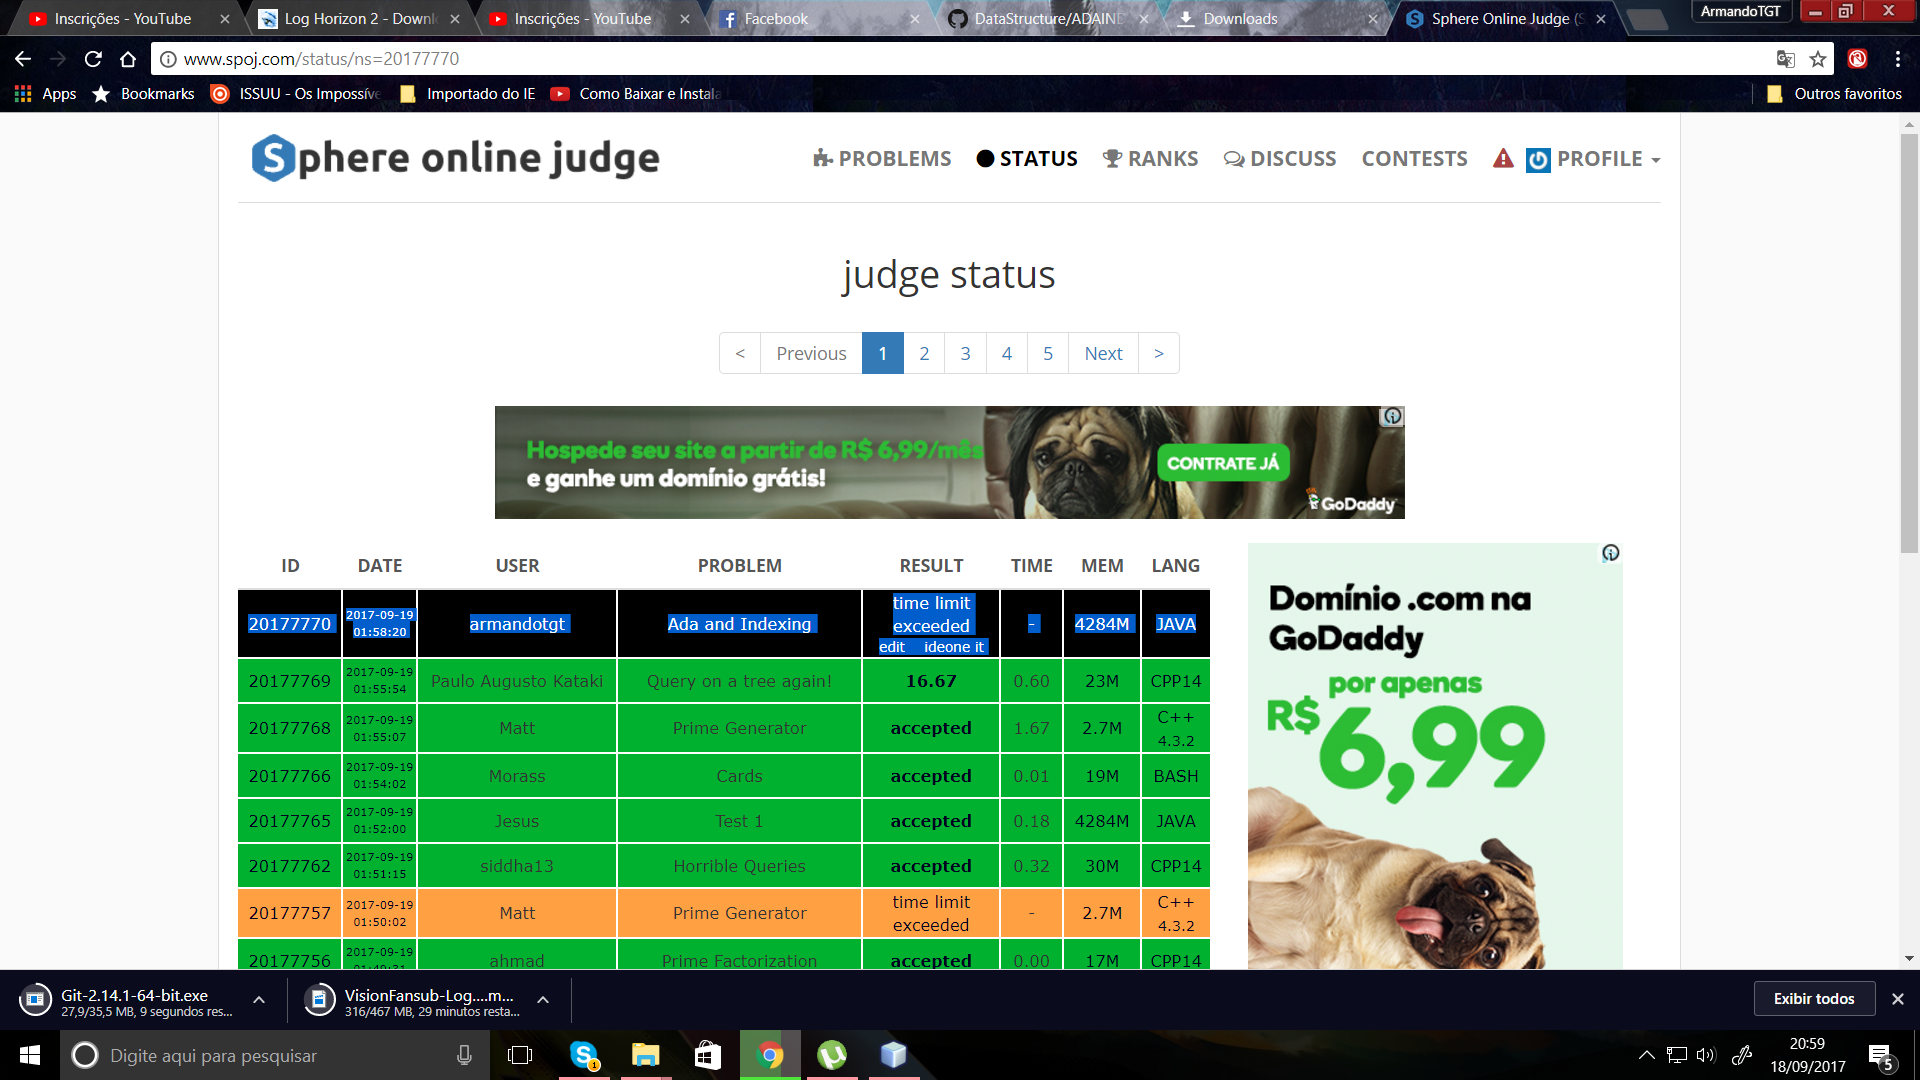 Inscrições - YouTube
Log Horizon 2 - Downl
Inscrições - YouTube
Facebook
DataStructure/ADAIND
Downloads
Sphere Online Judge (S
ArmandoTGT
www.spoj.com/status/ns=20177770
Apps
Bookmarks
ISSUU - Os Impossíve
Importado do IE
Como Baixar e Instala
Outros favoritos
Sphere online judge
PROBLEMS
STATUS
RANKS
DISCUSS
CONTESTS
PROFILE
judge status
< Previous 1 2 3 4 5 Next >
Hospede seu site a partir de R$ 6,99/mês
e ganhe um domínio grátis!
CONTRATE JÁ
GoDaddy
ID DATE USER PROBLEM RESULT TIME MEM LANG
20177770 2017-09-19 01:58:20 armandotgt Ada and Indexing time limit exceeded edit ideone it - 4284M JAVA
20177769 2017-09-19 01:55:54 Paulo Augusto Kataki Query on a tree again! 16.67 0.60 23M CPP14
20177768 2017-09-19 01:55:07 Matt Prime Generator accepted 1.67 2.7M C++ 4.3.2
20177766 2017-09-19 01:54:02 Morass Cards accepted 0.01 19M BASH
20177765 2017-09-19 01:52:00 Jesus Test 1 accepted 0.18 4284M JAVA
20177762 2017-09-19 01:51:15 siddha13 Horrible Queries accepted 0.32 30M CPP14
20177757 2017-09-19 01:50:02 Matt Prime Generator time limit exceeded - 2.7M C++ 4.3.2
20177756 2017-09-19 01:49:31 ahmad Prime Factorization accepted 0.00 17M CPP14
Domínio .com na
GoDaddy
por apenas
R$ 6,99
Git-2.14.1-64-bit.exe
27,9/35,5 MB, 9 segundos res...
VisionFansub-Log....m...
316/467 MB, 29 minutos resta...
Exibir todos
Digite aqui para pesquisar
1
20:59
18/09/2017
5